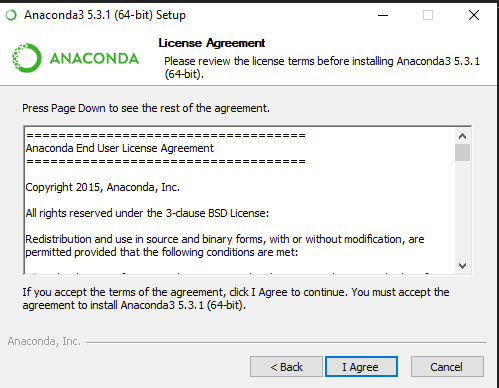 Anaconda3 5.3.1 (64-bit) Setup
License Agreement
ANACONDA
Please review the license terms before installing Anaconda3 5.3.1
(64-bit).
Press Page Down to see the rest of the agreement.
=====================================
Anaconda End User License Agreement
=====================================
Copyright 2015, Anaconda, Inc.
All rights reserved under the 3-clause BSD License:
Redistribution and use in source and binary forms, with or without modification, are
permitted provided that the following conditions are met:
If you accept the terms of the agreement, click I Agree to continue. You must accept the
agreement to install Anaconda3 5.3.1 (64-bit).
Anaconda, Inc.
< Back
I Agree
Cancel